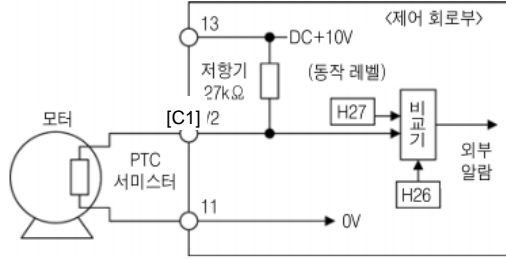 <제어 회로부>
13
DC+10V
저항기
27kΩ
(동작 레벨)
[C1] V2
H27
비교기
외부
알람
H26
모터
PTC
서미스터
11
0V